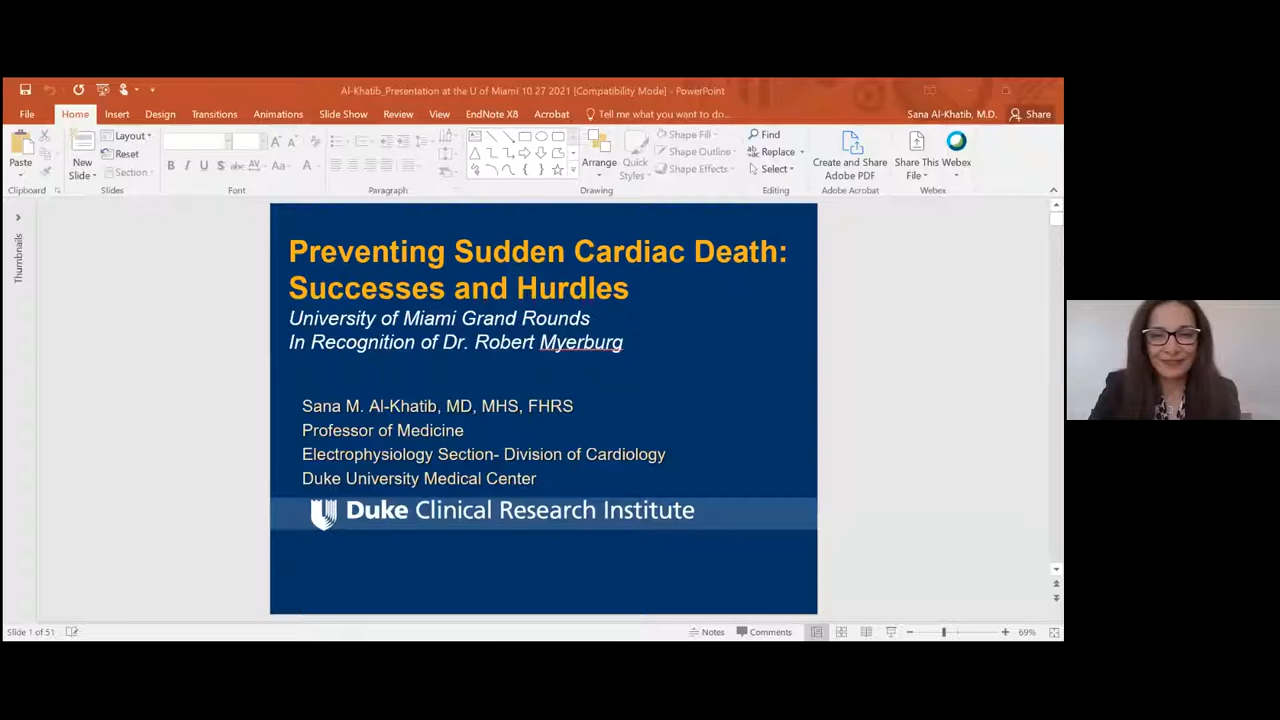 Al-Khatib_Presentation at the U of Miami 10 27 2021 [Compatibility Mode] - PowerPoint
File Home Insert Design Transitions Animations Slide Show Review View EndNote X8 Acrobat Tell me what you want to do... Sana Al-Khatib, M.D. Share
Paste
Clipboard
New
Slide
Layout
Reset
Section
Slides
B I U S abc AV Aa A
Font
Paragraph
Arrange
Quick
Styles
Shape Fill
Shape Outline
Shape Effects
Drawing
Find
Replace
Select
Editing
Create and Share
Adobe PDF
Adobe Acrobat
Share This
File
Webex
Webex
Thumbnails
Preventing Sudden Cardiac Death:
Successes and Hurdles
University of Miami Grand Rounds
In Recognition of Dr. Robert Myerburg
Sana M. Al-Khatib, MD, MHS, FHRS
Professor of Medicine
Electrophysiology Section- Division of Cardiology
Duke University Medical Center
Duke Clinical Research Institute
Slide 1 of 51
Notes Comments 69%